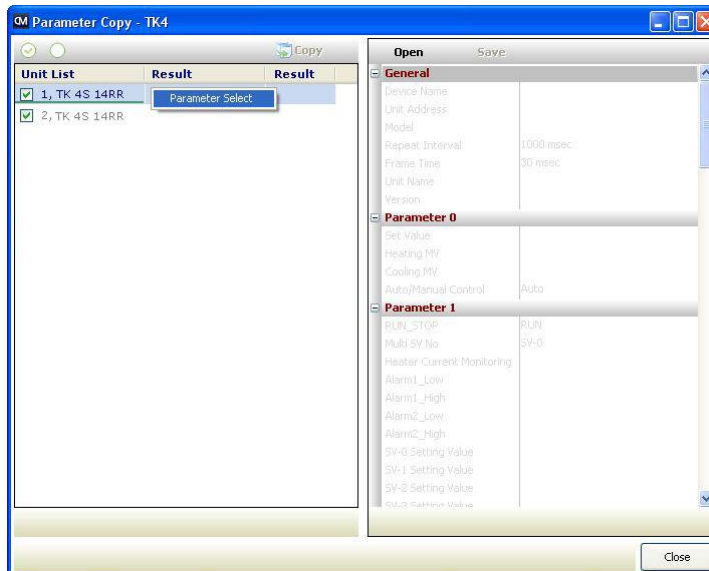 Parameter Copy - TK4
Copy
Unit List Result Result
1, TK 4S 14RR
Parameter Select
2, TK 4S 14RR
Open Save
General
Device Name
Unit Address
Model
Repeat Interval 1000 msec
Frame Time 30 msec
Unit Name
Version
Parameter 0
Set Value
Heating MV
Cooling MV
Auto/Manual Control Auto
Parameter 1
RUN_STOP RUN
Multi SV No SV-0
Heater Current Monitoring
Alarm1_Low
Alarm1_High
Alarm2_Low
Alarm2_High
SV-0 Setting Value
SV-1 Setting Value
SV-2 Setting Value
SV-3 Setting Value
Close